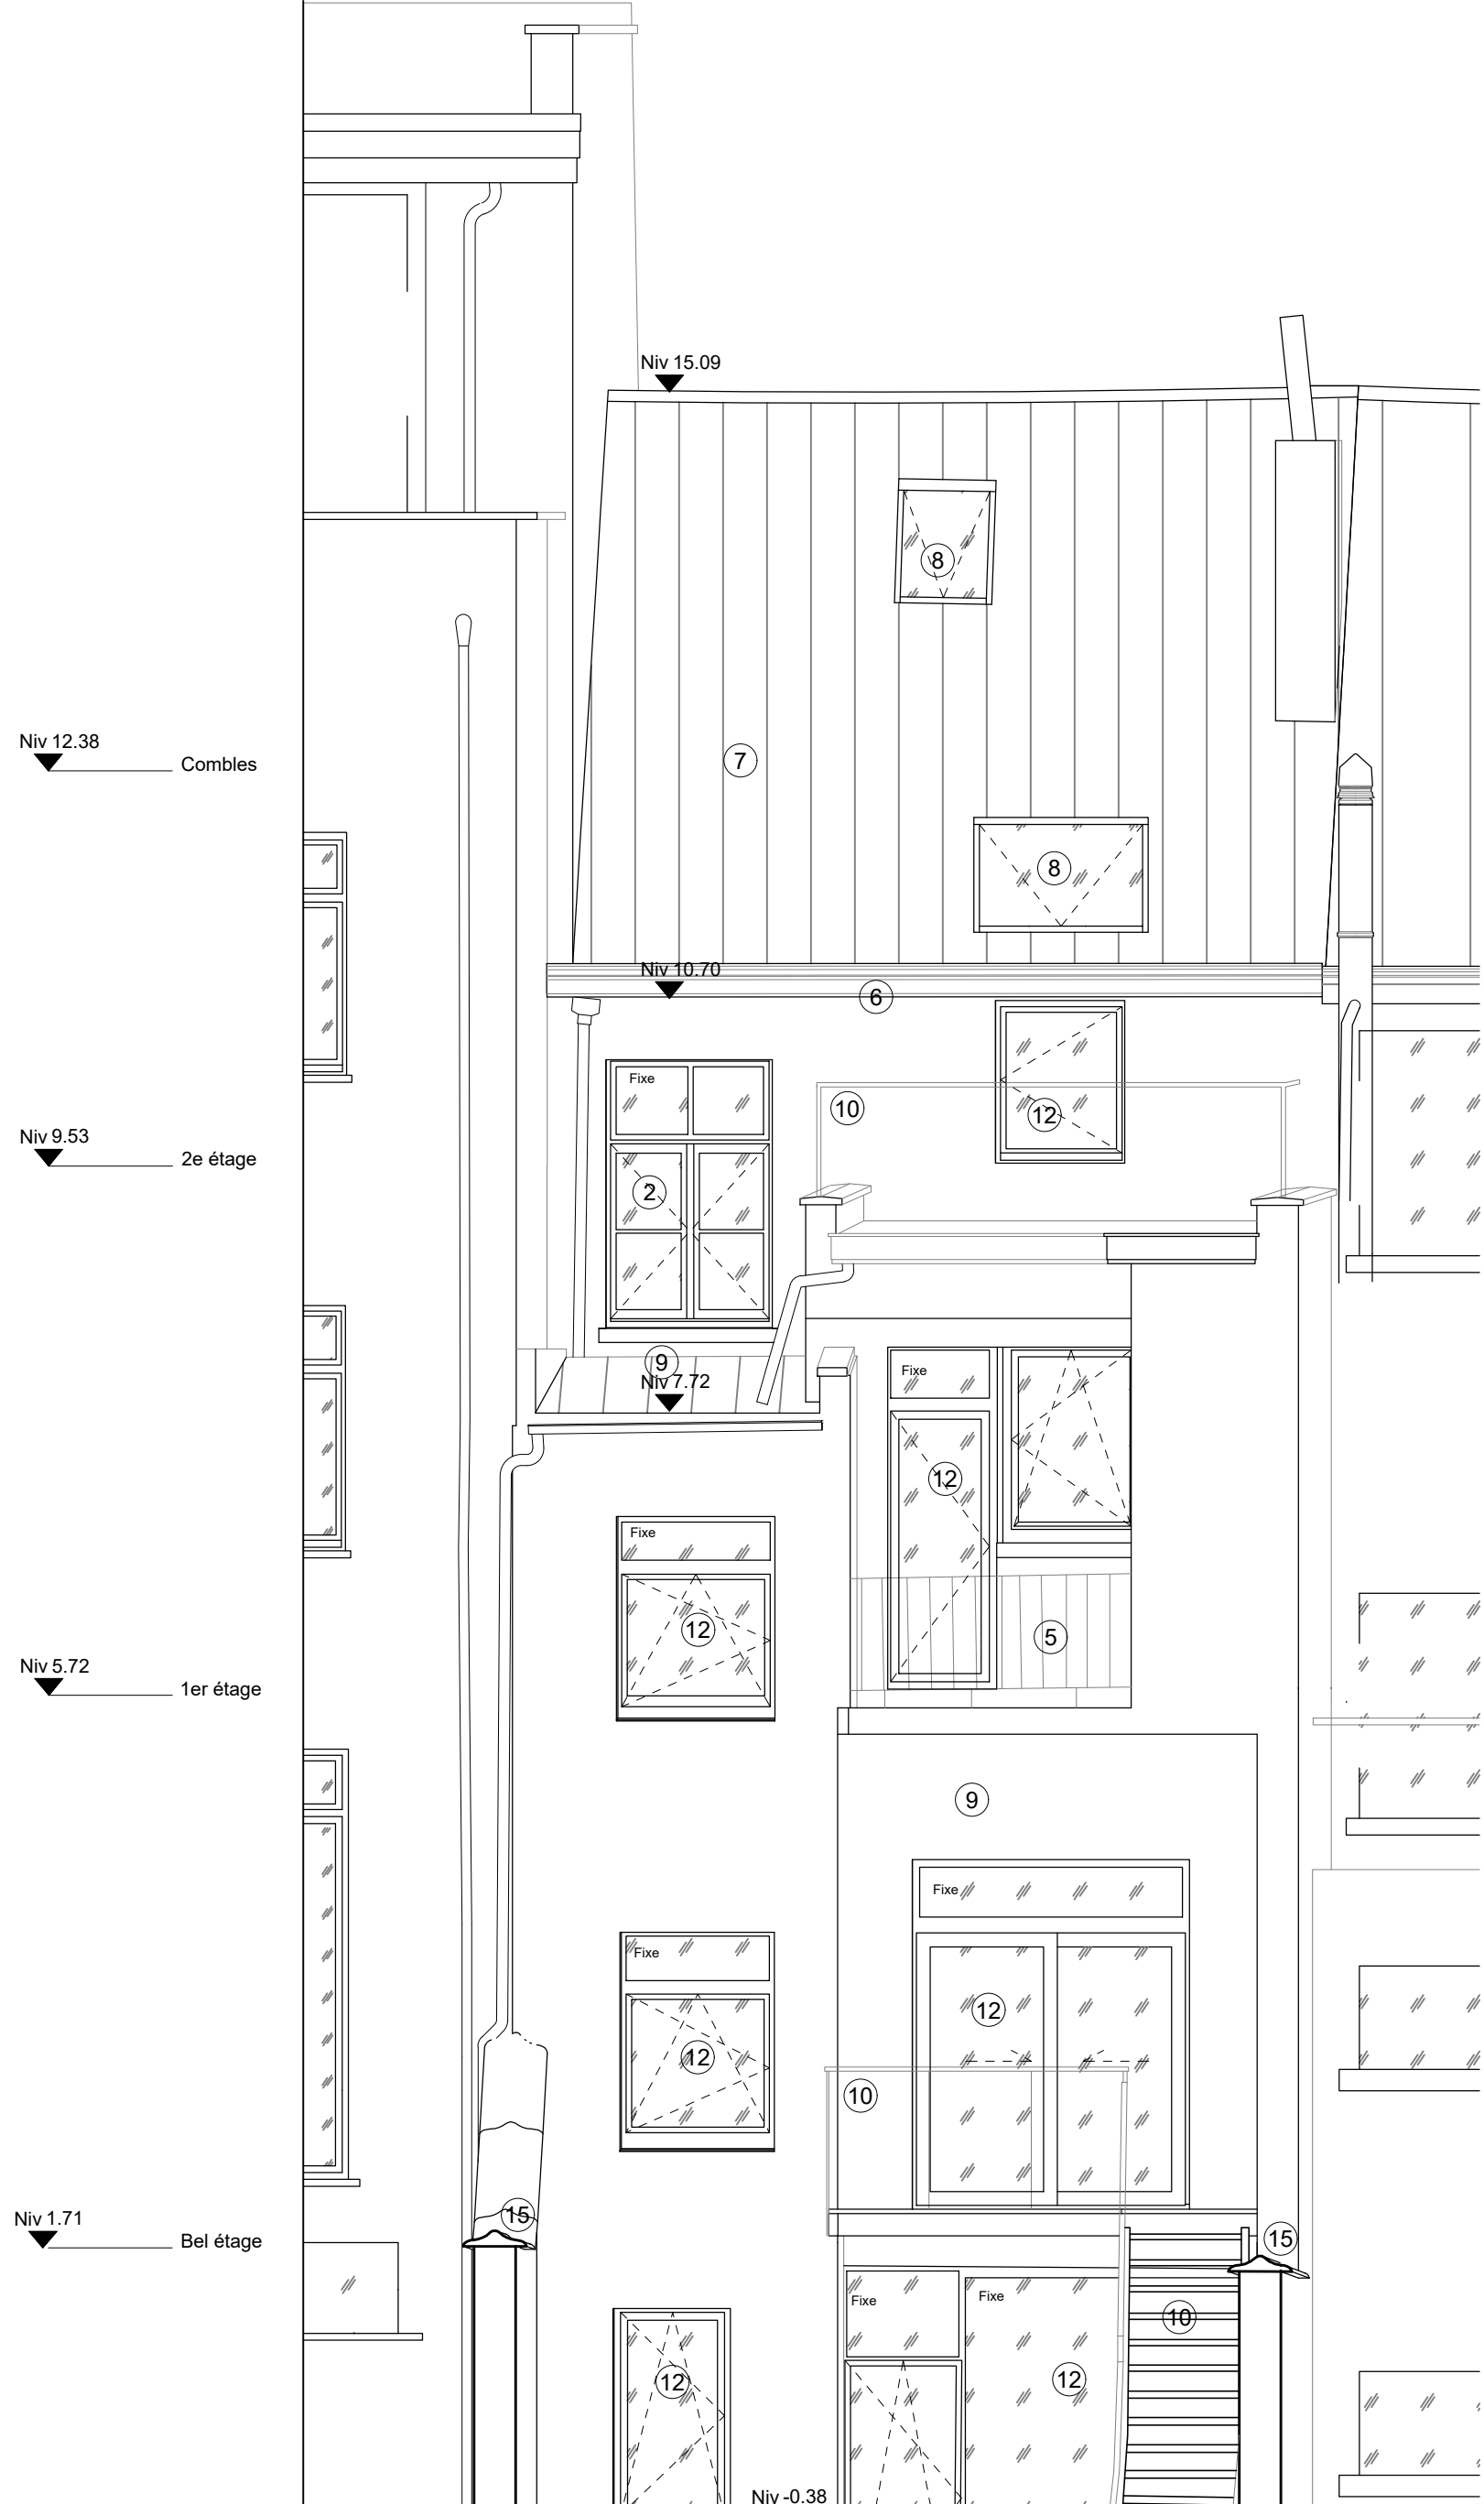 Niv 15.09
8
Niv 12.38
Combles
7
8
Niv 10.70
6
Fixe
10
12
Niv 9.53
2e étage
2
9
Niv 7.72
Fixe
12
Fixe
12
5
Niv 5.72
1er étage
9
Fixe
Fixe
12
12
10
15
Niv 1.71
Bel étage
15
Fixe
Fixe
10
12
12
Niv -0.38